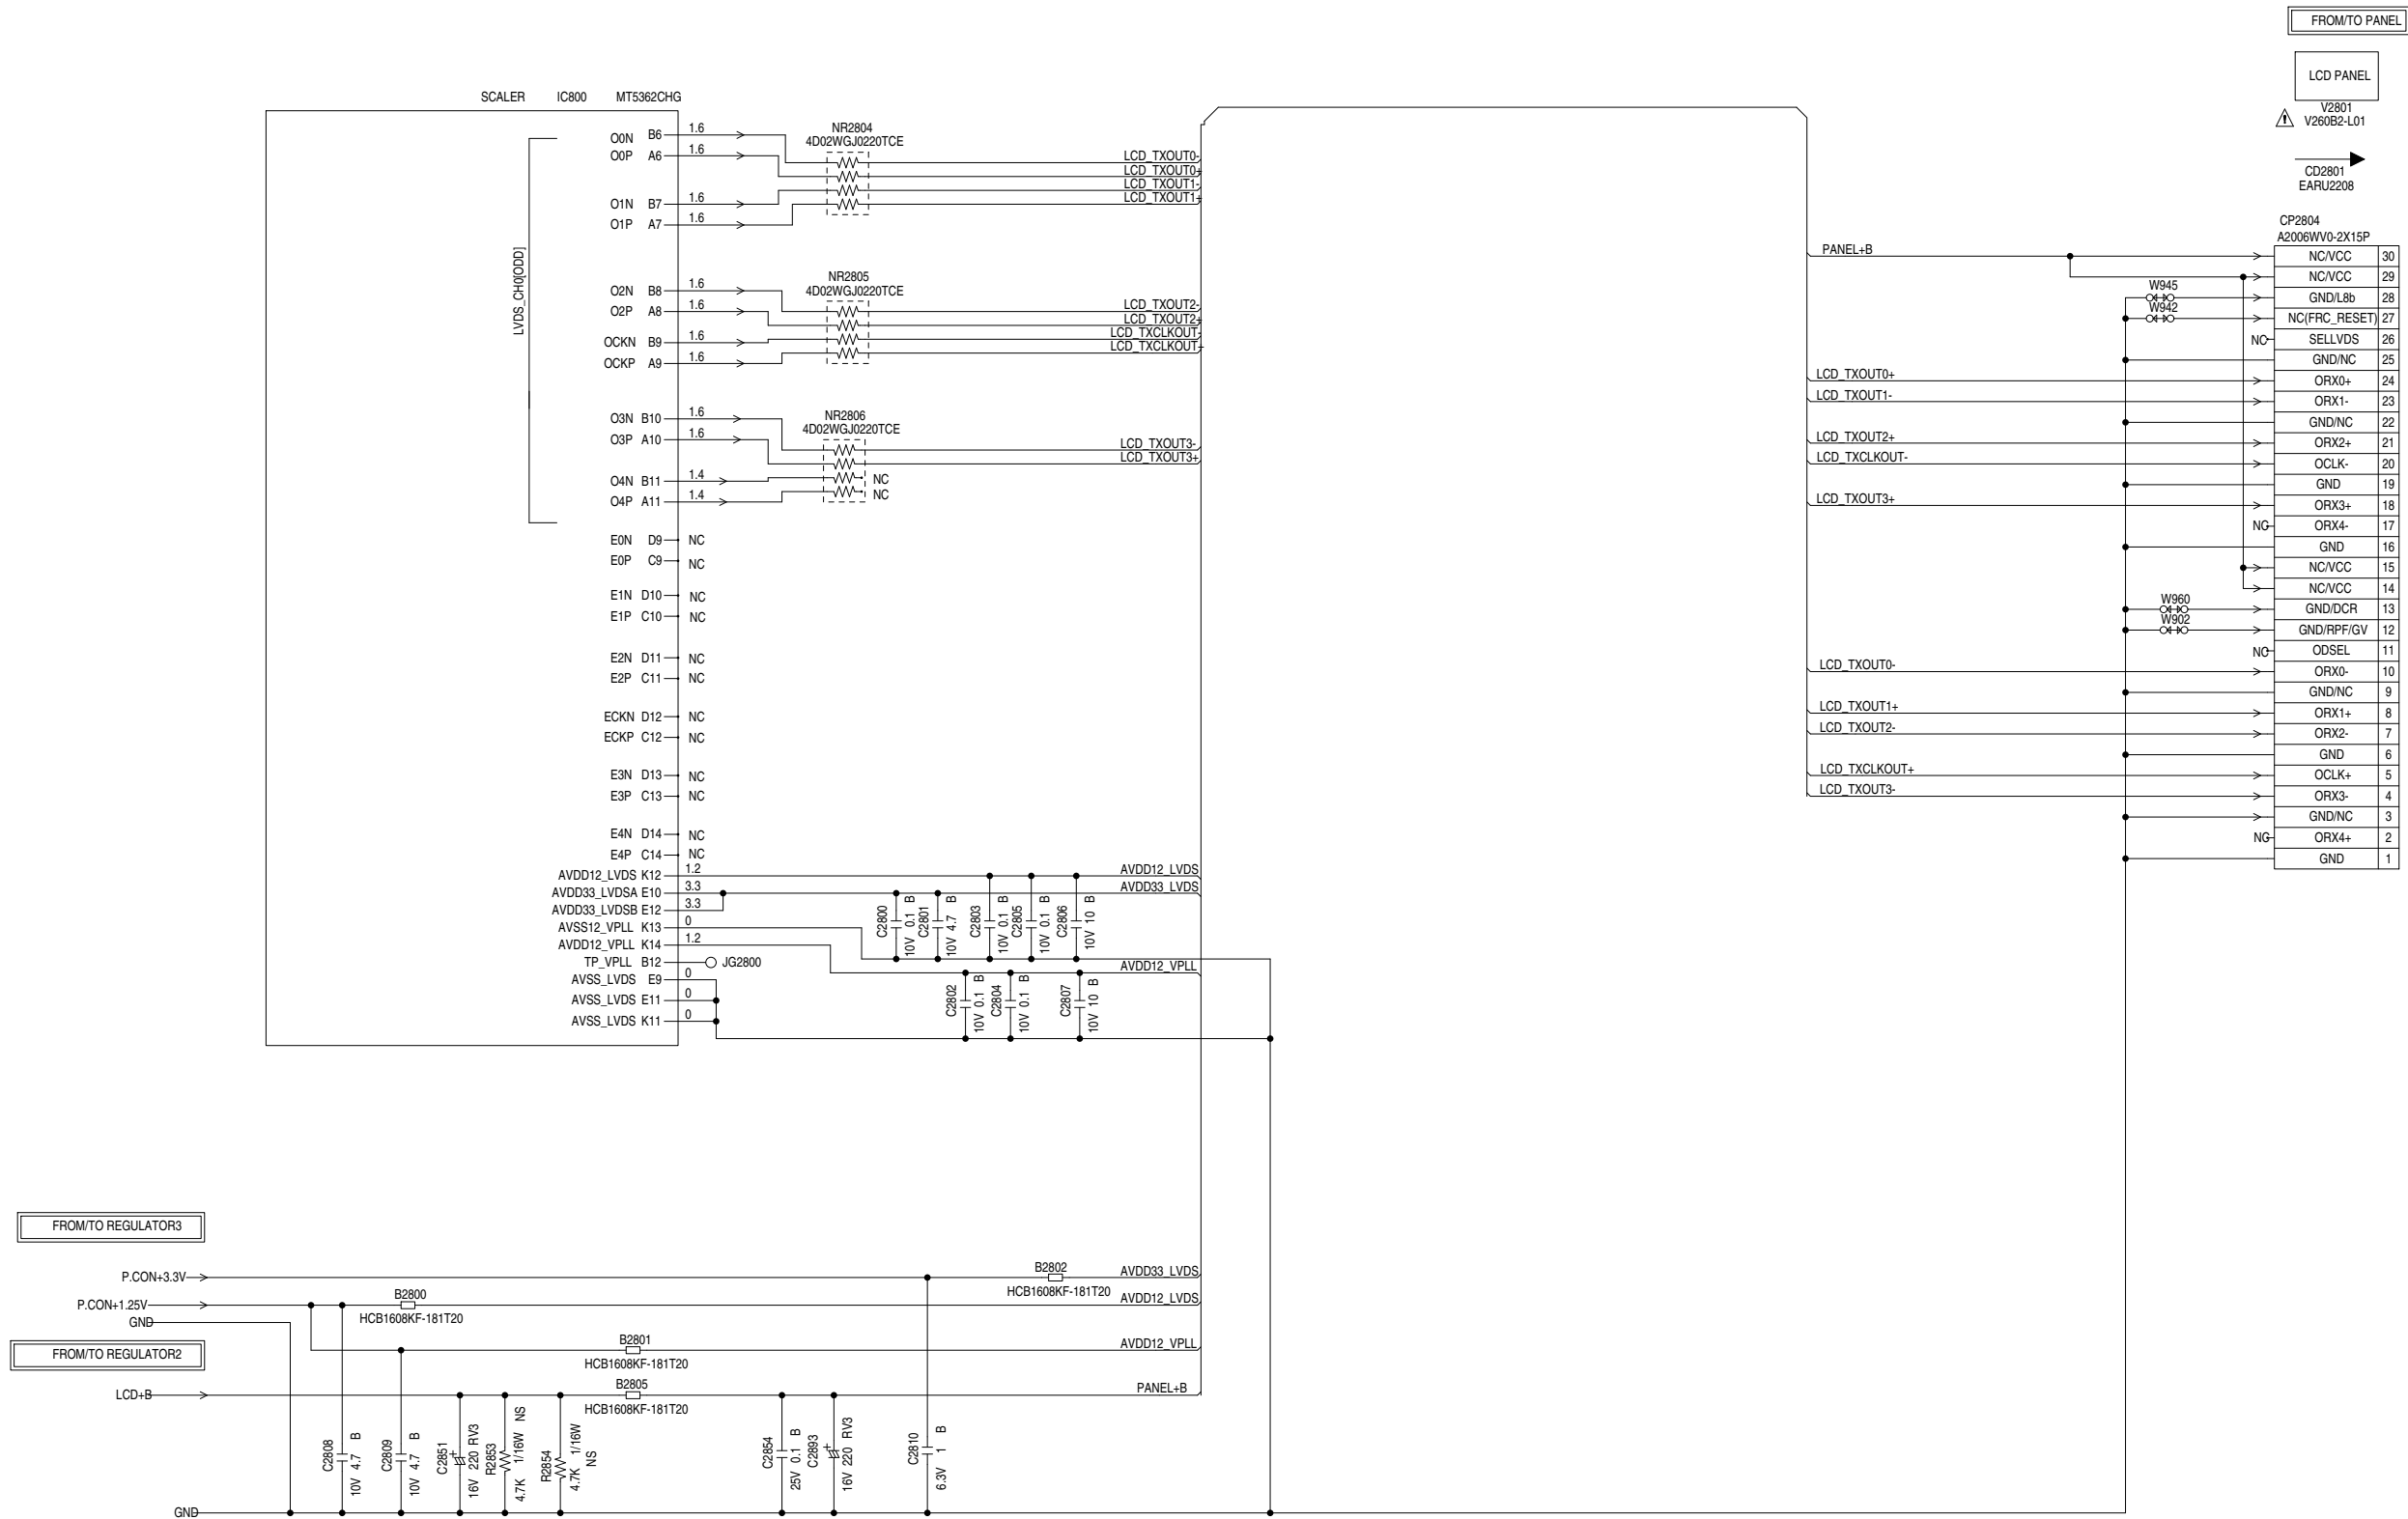 FROM/TO PANEL
LCD PANEL
V2801
V260B2-L01
CD2801
EARU2208
SCALER IC800 MT5362CHG
LVDS_CH0[ODD]
O0N B6 1.6
O0P A6 1.6
O1N B7 1.6
O1P A7 1.6
O2N B8 1.6
O2P A8 1.6
OCKN B9 1.6
OCKP A9 1.6
O3N B10 1.6
O3P A10 1.6
O4N B11 1.4
O4P A11 1.4
E0N D9 NC
E0P C9 NC
E1N D10 NC
E1P C10 NC
E2N D11 NC
E2P C11 NC
ECKN D12 NC
ECKP C12 NC
E3N D13 NC
E3P C13 NC
E4N D14 NC
E4P C14 NC
AVDD12_LVDS K12 1.2
AVDD33_LVDSA E10 3.3
AVDD33_LVDSB E12 3.3
AVSS12_VPLL K13 0
AVDD12_VPLL K14 1.2
TP_VPLL B12 JG2800
AVSS_LVDS E9 0
AVSS_LVDS E11 0
AVSS_LVDS K11 0
NR2804
4D02WGJ0220TCE
LCD_TXOUT0-
LCD_TXOUT0+
LCD_TXOUT1-
LCD_TXOUT1+
NR2805
4D02WGJ0220TCE
LCD_TXOUT2-
LCD_TXOUT2+
LCD_TXCLKOUT-
LCD_TXCLKOUT+
NR2806
4D02WGJ0220TCE
LCD_TXOUT3-
LCD_TXOUT3+
NC
NC
AVDD12_LVDS
AVDD33_LVDS
C2800
10V 0.1 B
C2801
10V 4.7 B
C2803
10V 0.1 B
C2805
10V 0.1 B
C2806
10V 10 B
AVDD12_VPLL
C2802
10V 0.1 B
C2804
10V 0.1 B
C2807
10V 10 B
PANEL+B
LCD_TXOUT0+
LCD_TXOUT1-
LCD_TXOUT2+
LCD_TXCLKOUT-
LCD_TXOUT3+
LCD_TXOUT0-
LCD_TXOUT1+
LCD_TXOUT2-
LCD_TXCLKOUT+
LCD_TXOUT3-
W945
W942
W960
W902
CP2804
A2006WV0-2X15P
NC/VCC 30
NC/VCC 29
GND/L8b 28
NC(FRC_RESET) 27
NC SELLVDS 26
GND/NC 25
ORX0+ 24
ORX1- 23
GND/NC 22
ORX2+ 21
OCLK- 20
GND 19
ORX3+ 18
NC ORX4- 17
GND 16
NC/VCC 15
NC/VCC 14
GND/DCR 13
GND/RPF/GV 12
NC ODSEL 11
ORX0- 10
GND/NC 9
ORX1+ 8
ORX2- 7
GND 6
OCLK+ 5
ORX3- 4
GND/NC 3
NC ORX4+ 2
GND 1
FROM/TO REGULATOR3
P.CON+3.3V
B2802
HCB1608KF-181T20
AVDD33_LVDS
P.CON+1.25V
B2800
HCB1608KF-181T20
AVDD12_LVDS
GND
FROM/TO REGULATOR2
B2801
HCB1608KF-181T20
AVDD12_VPLL
LCD+B
B2805
HCB1608KF-181T20
PANEL+B
C2808
10V 4.7 B
C2809
10V 4.7 B
C2851
16V 220 RV3
R2853
4.7K 1/16W NS
R2854
4.7K 1/16W
NS
C2854
25V 0.1 B
C2893
16V 220 RV3
C2810
6.3V 1 B
GND